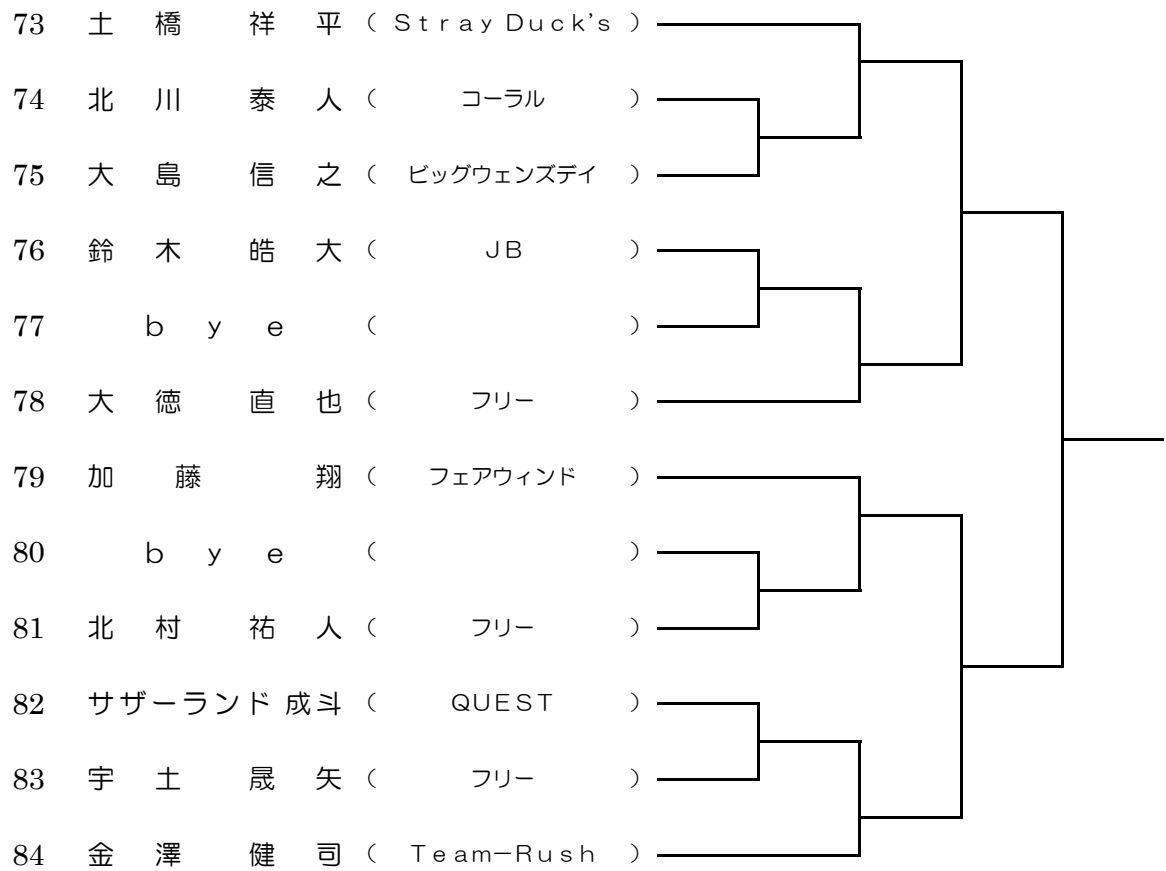 73 土橋 祥平 ( Stray Duck's )
74 北川 泰人 ( コーラル )
75 大島 信之 ( ビッグウェンズデイ )
76 鈴木 皓大 ( JB )
77 bye ( )
78 大徳 直也 ( フリー )
79 加藤 翔 ( フェアウィンド )
80 bye ( )
81 北村 祐人 ( フリー )
82 サザーランド 成斗 ( QUEST )
83 宇土 晟矢 ( フリー )
84 金澤 健司 ( Team−Rush )